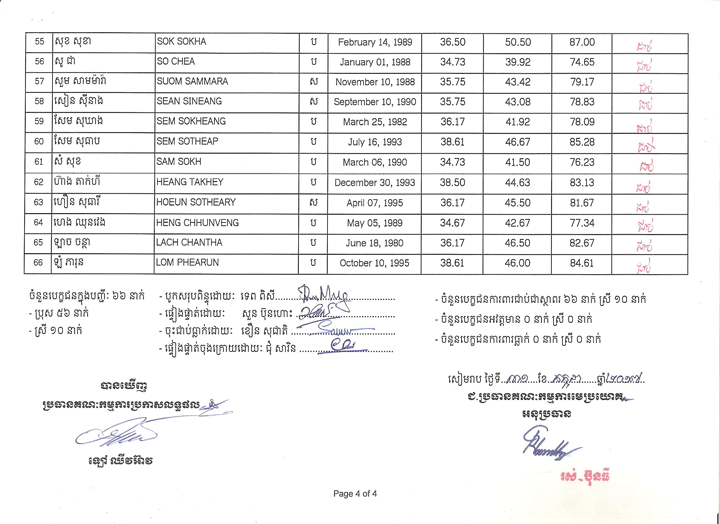 55 សុខ សុខា SOK SOKHA ប February 14, 1989 36.50 50.50 87.00 ជាប់
56 សូ ជា SO CHEA ប January 01, 1988 34.73 39.92 74.65 ជាប់
57 សួម សាមម៉ារ៉ា SUOM SAMMARA ស November 10, 1988 35.75 43.42 79.17 ជាប់
58 សៀន ស៊ីនាង SEAN SINEANG ស September 10, 1990 35.75 43.08 78.83 ជាប់
59 សែម សុឃាង SEM SOKHEANG ប March 25, 1982 36.17 41.92 78.09 ជាប់
60 សែម សុធាប SEM SOTHEAP ប July 16, 1993 38.61 46.67 85.28 ជាប់
61 សំ សុខ SAM SOKH ប March 06, 1990 34.73 41.50 76.23 ជាប់
62 ហ៊ាង តាក់ហី HEANG TAKHEY ប December 30, 1993 38.50 44.63 83.13 ជាប់
63 ហឿន សុធារី HOEUN SOTHEARY ស April 07, 1995 36.17 45.50 81.67 ជាប់
64 ហេង ឈុនវេង HENG CHHUNVENG ប May 05, 1989 34.67 42.67 77.34 ជាប់
65 ឡាច ចន្ថា LACH CHANTHA ប June 18, 1980 36.17 46.50 82.67 ជាប់
66 ឡុំ ភារុន LOM PHEARUN ប October 10, 1995 38.61 46.00 84.61 ជាប់
ចំនួនបេក្ខជនក្នុងបញ្ជី: ៦៦ នាក់ - បូកសរុបពិន្ទុដោយ: ទេព ពិសី - ចំនួនបេក្ខជនការពារជាប់ជាស្ថាពរ ៦៦ នាក់ ស្រី ១០ នាក់
- ប្រុស ៥៦ នាក់ - ផ្ទៀងផ្ទាត់ដោយ: សួន ប៊ុនហោះ - ចំនួនបេក្ខជនអវត្តមាន ០ នាក់ ស្រី ០ នាក់
- ស្រី ១០ នាក់ - ចុះជាប់ធ្លាក់ដោយ: ខឿន សុជាតិ - ចំនួនបេក្ខជនការពារធ្លាក់ ០ នាក់ ស្រី ០ នាក់
- ផ្ទៀងផ្ទាត់ចុងក្រោយដោយ: ជុំ សារិន
សៀមរាប ថ្ងៃទី ៣១ ខែ តុលា ឆ្នាំ ២០១៧
បានឃើញ
ប្រធានគណៈកម្មការប្រកាសលទ្ធផល
ជ.ប្រធានគណៈកម្មការមេប្រយោគ
អនុប្រធាន
ឡៅ ឈីវអ៊ាវ
រស់ ប៊ុនធី
Page 4 of 4